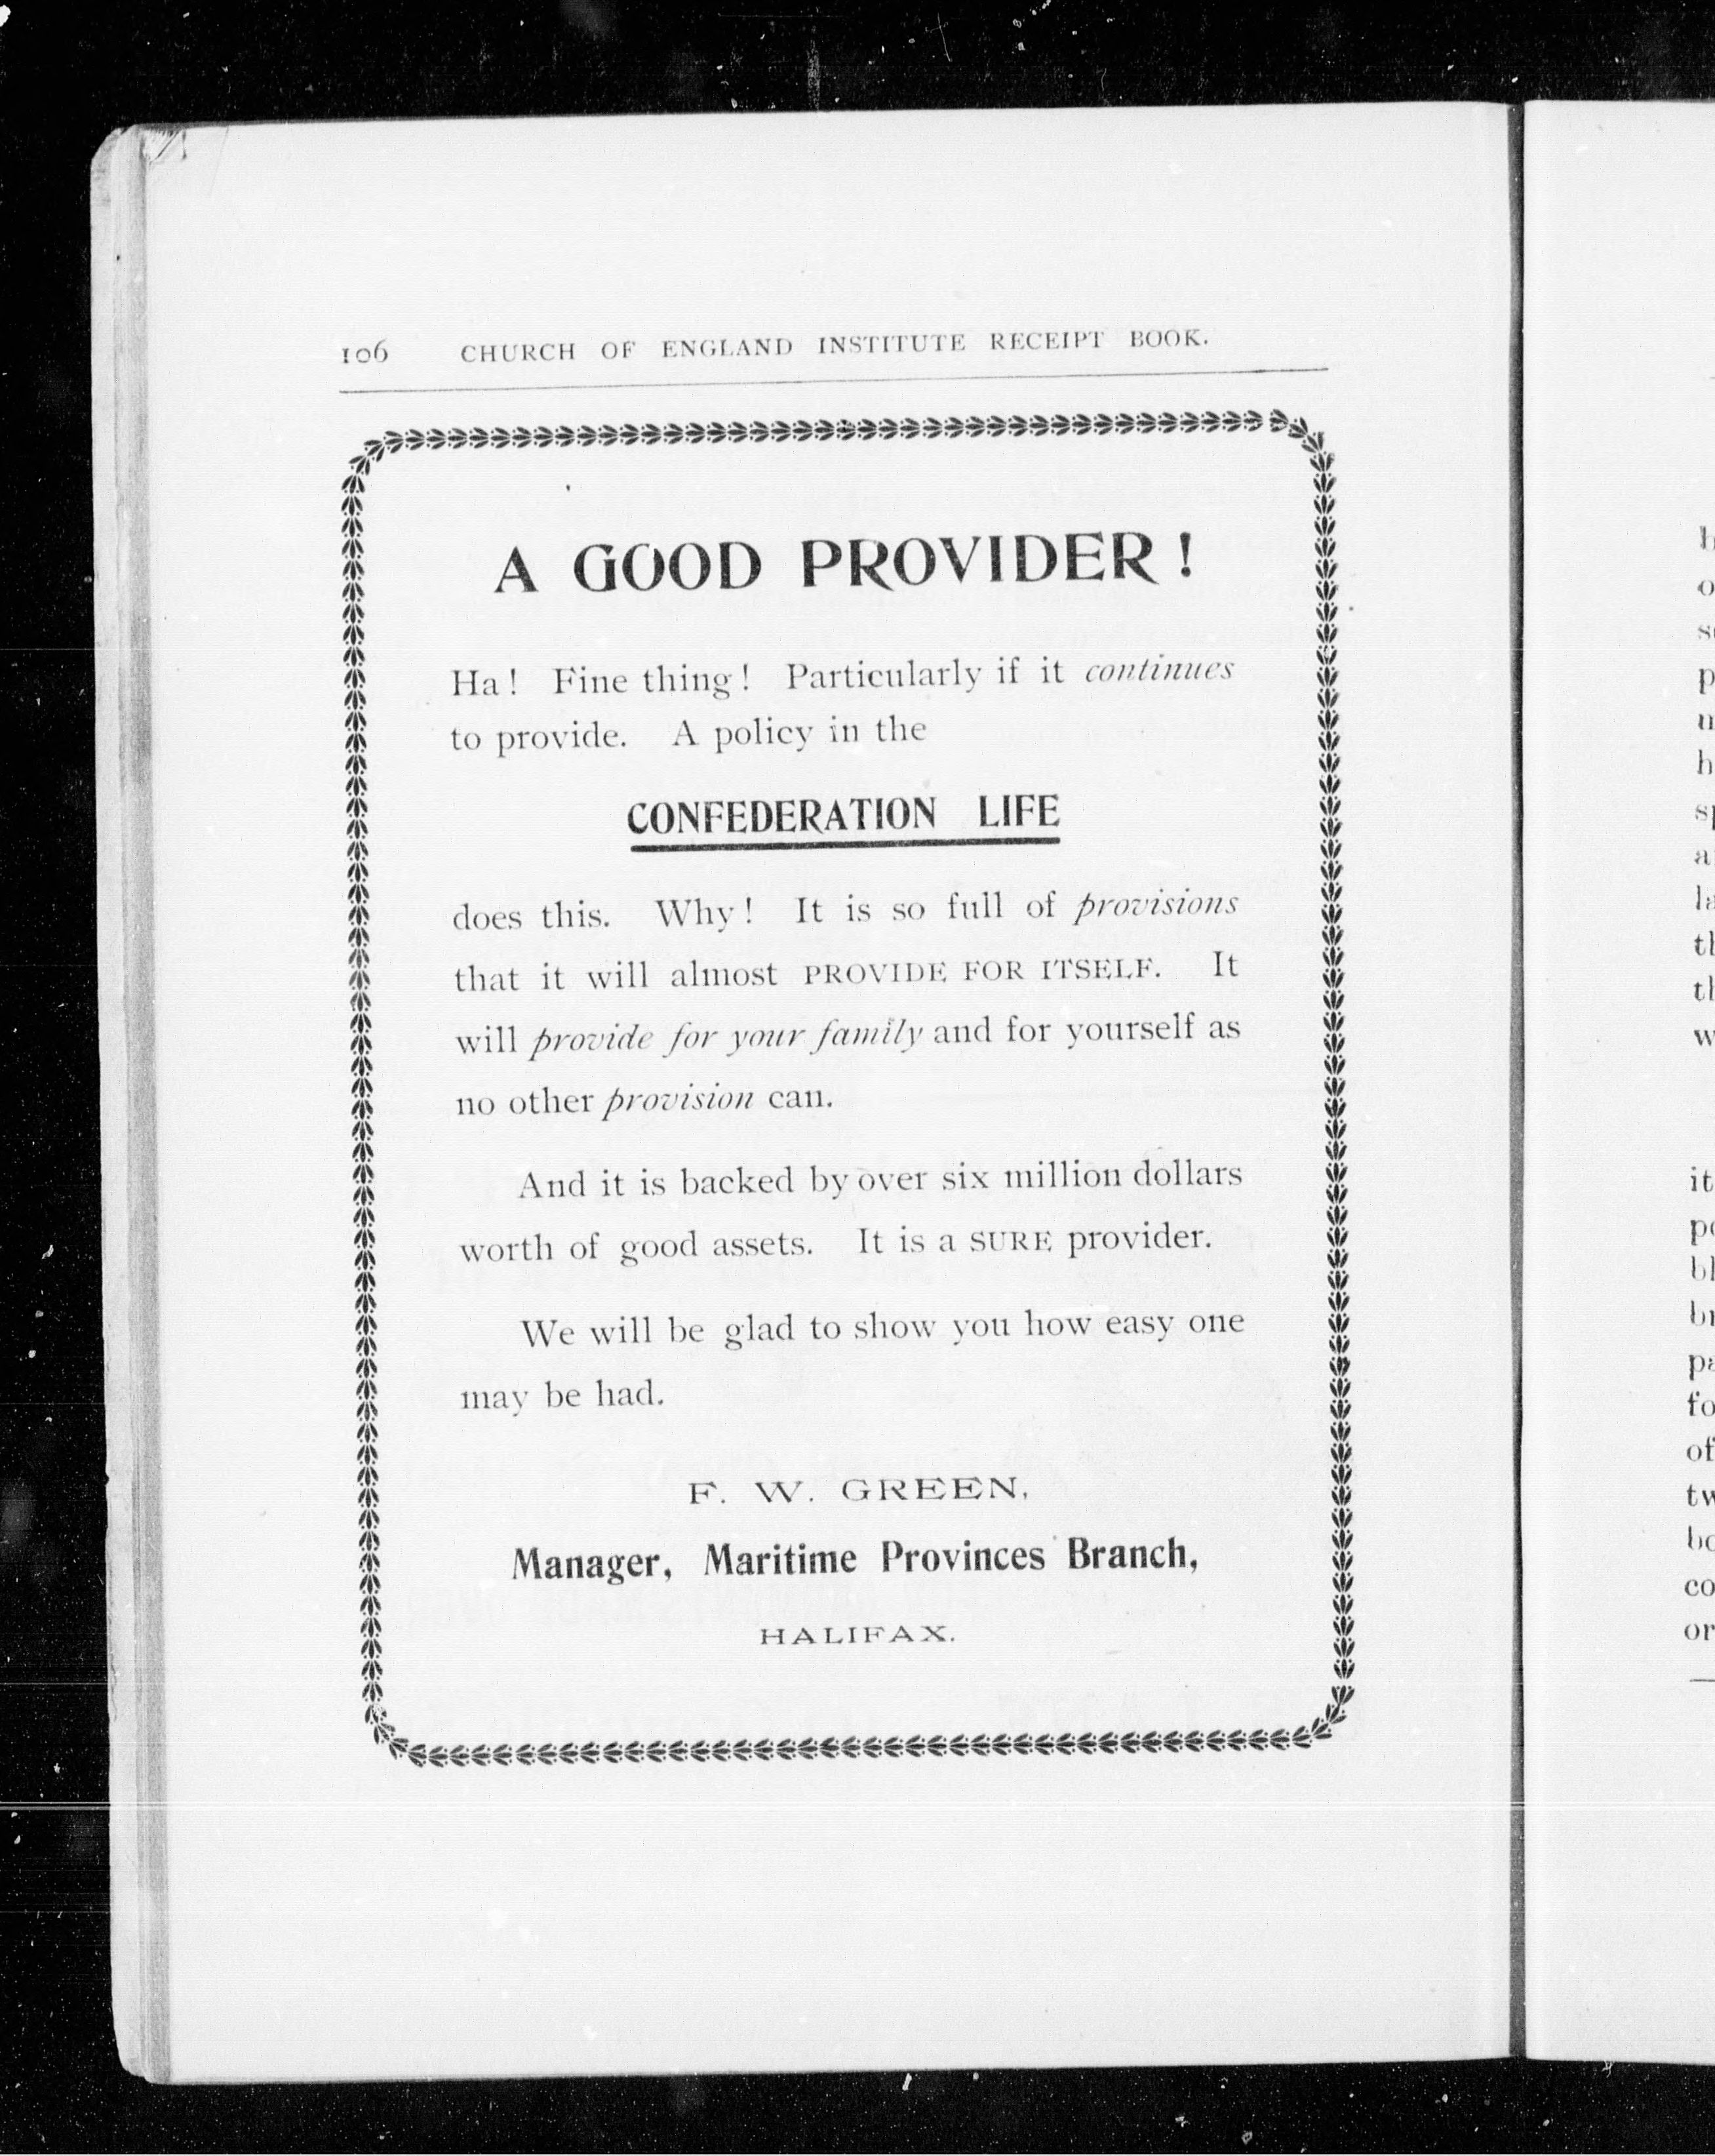 106 CHURCH OF ENGLAND INSTITUTE RECEIPT BOOK.
A GOOD PROVIDER !
Ha ! Fine thing ! Particularly if it continues
to provide. A policy in the
CONFEDERATION LIFE
does this. Why ! It is so full of provisions
that it will almost PROVIDE FOR ITSELF. It
will provide for your family and for yourself as
no other provision can.
And it is backed by over six million dollars
worth of good assets. It is a SURE provider.
We will be glad to show you how easy one
may be had.
F. W. GREEN,
Manager, Maritime Provinces Branch,
HALIFAX.